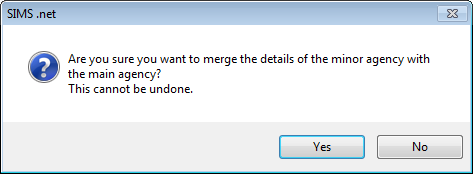 SIMS .net
Are you sure you want to merge the details of the minor agency with
the main agency?
This cannot be undone.
Yes
No